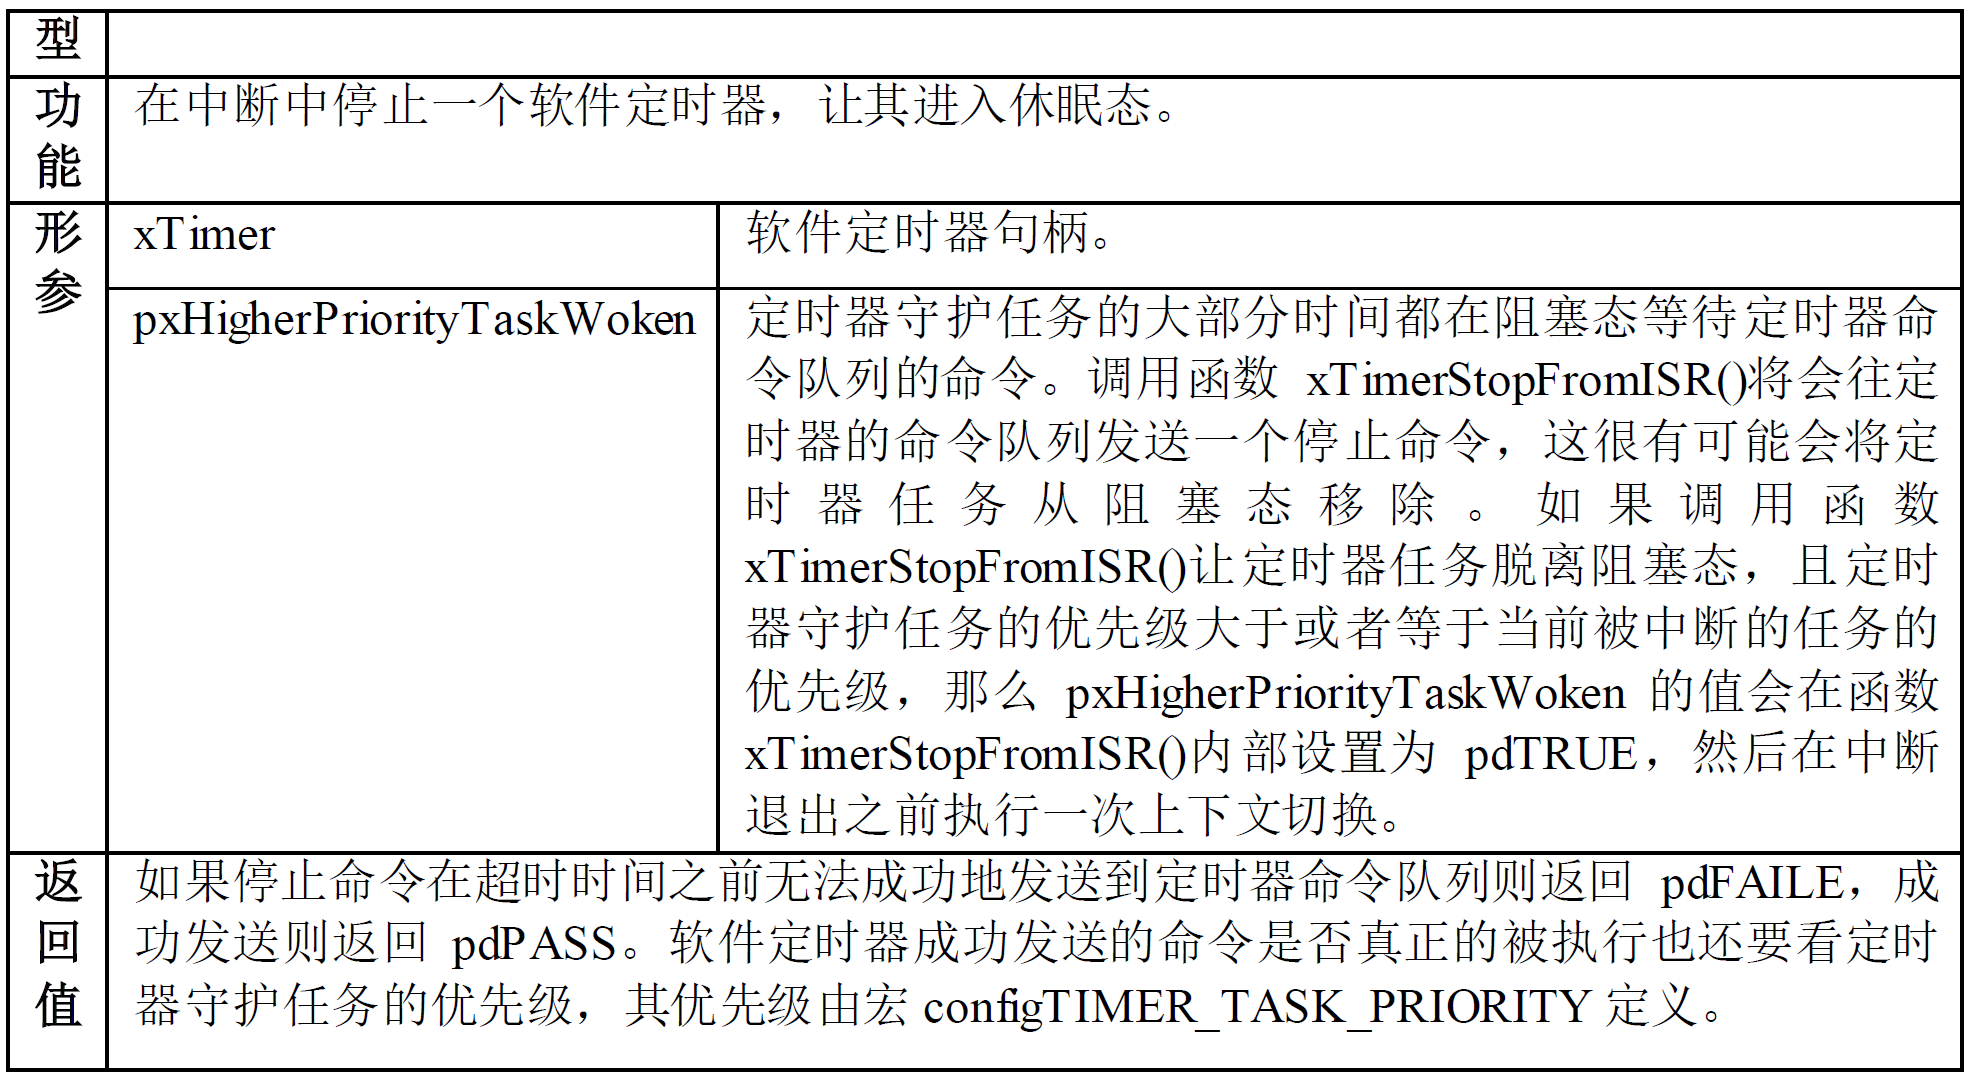 型
功能
在中断中停止一个软件定时器，让其进入休眠态。
形参
xTimer
软件定时器句柄。
pxHigherPriorityTaskWoken
定时器守护任务的大部分时间都在阻塞态等待定时器命
令队列的命令。调用函数 xTimerStopFromISR()将会往定
时器的命令队列发送一个停止命令，这很有可能会将定
时器任务从阻塞态移除。如果调用函数
xTimerStopFromISR()让定时器任务脱离阻塞态，且定时
器守护任务的优先级大于或者等于当前被中断的任务的
优先级，那么 pxHigherPriorityTaskWoken 的值会在函数
xTimerStopFromISR()内部设置为 pdTRUE，然后在中断
退出之前执行一次上下文切换。
返回值
如果停止命令在超时时间之前无法成功地发送到定时器命令队列则返回 pdFAILE，成
功发送则返回 pdPASS。软件定时器成功发送的命令是否真正的被执行也还要看定时
器守护任务的优先级，其优先级由宏 configTIMER_TASK_PRIORITY 定义。